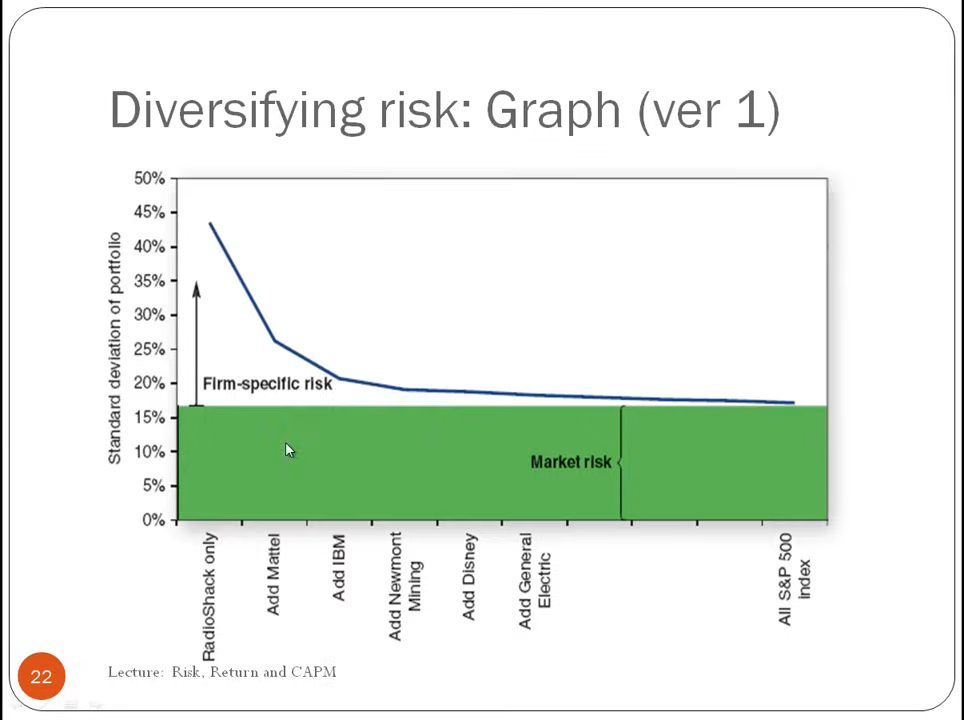 Diversifying risk: Graph (ver 1)
Standard deviation of portfolio
50%
45%
40%
35%
30%
25%
20%
15%
10%
5%
0%
Firm-specific risk
Market risk
RadioShack only
Add Mattel
Add IBM
Add Newmont
Mining
Add Disney
Add General
Electric
All S&P 500
index
22
Lecture: Risk, Return and CAPM